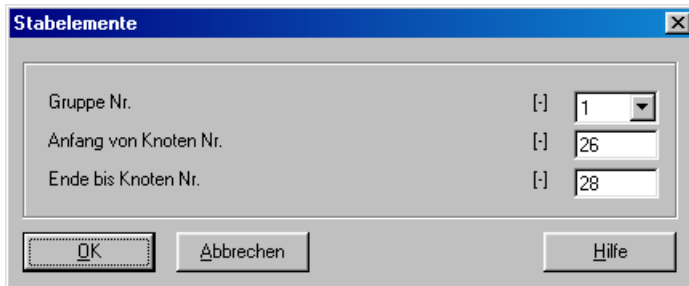 Stabelemente
Gruppe Nr. [-] 1
Anfang von Knoten Nr. [-] 26
Ende bis Knoten Nr. [-] 28
OK Abbrechen Hilfe